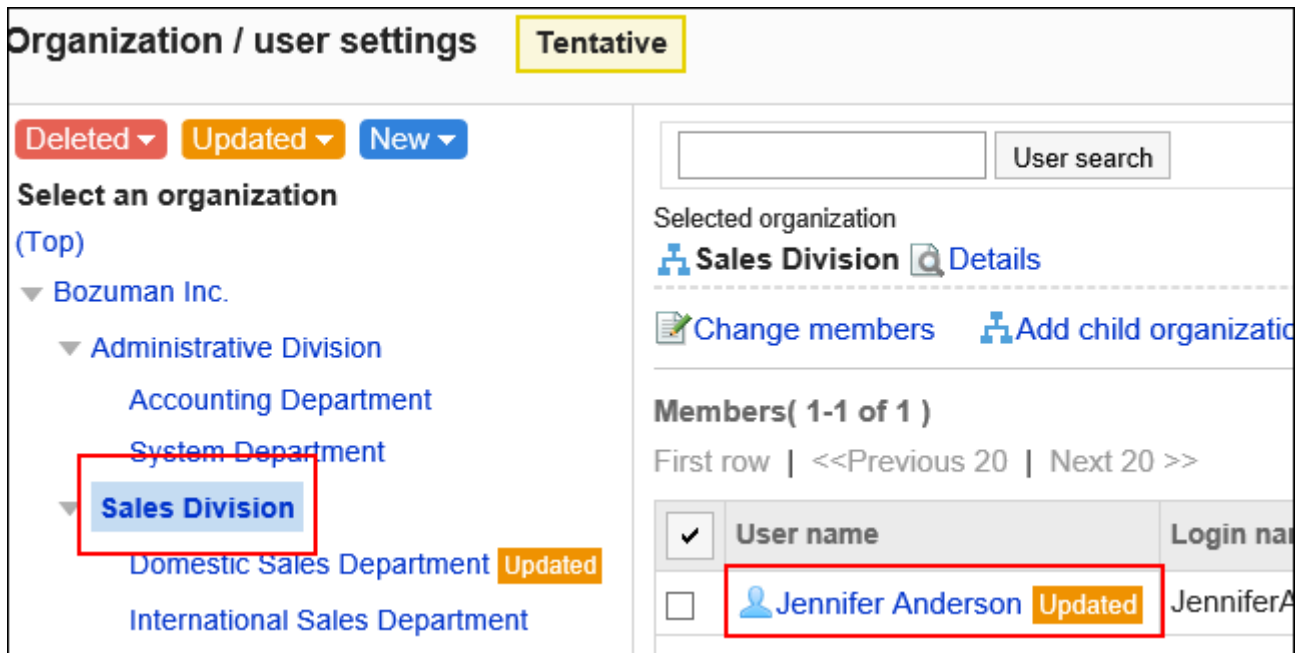 Organization / user settings Tentative
Deleted Updated New
Select an organization
(Top)
Bozuman Inc.
Administrative Division
Accounting Department
System Department
Sales Division
Domestic Sales Department Updated
International Sales Department
User search
Selected organization
Sales Division Details
Change members Add child organizatio
Members( 1-1 of 1 )
First row | <<Previous 20 | Next 20 >>
User name Login nar
Jennifer Anderson Updated JenniferA